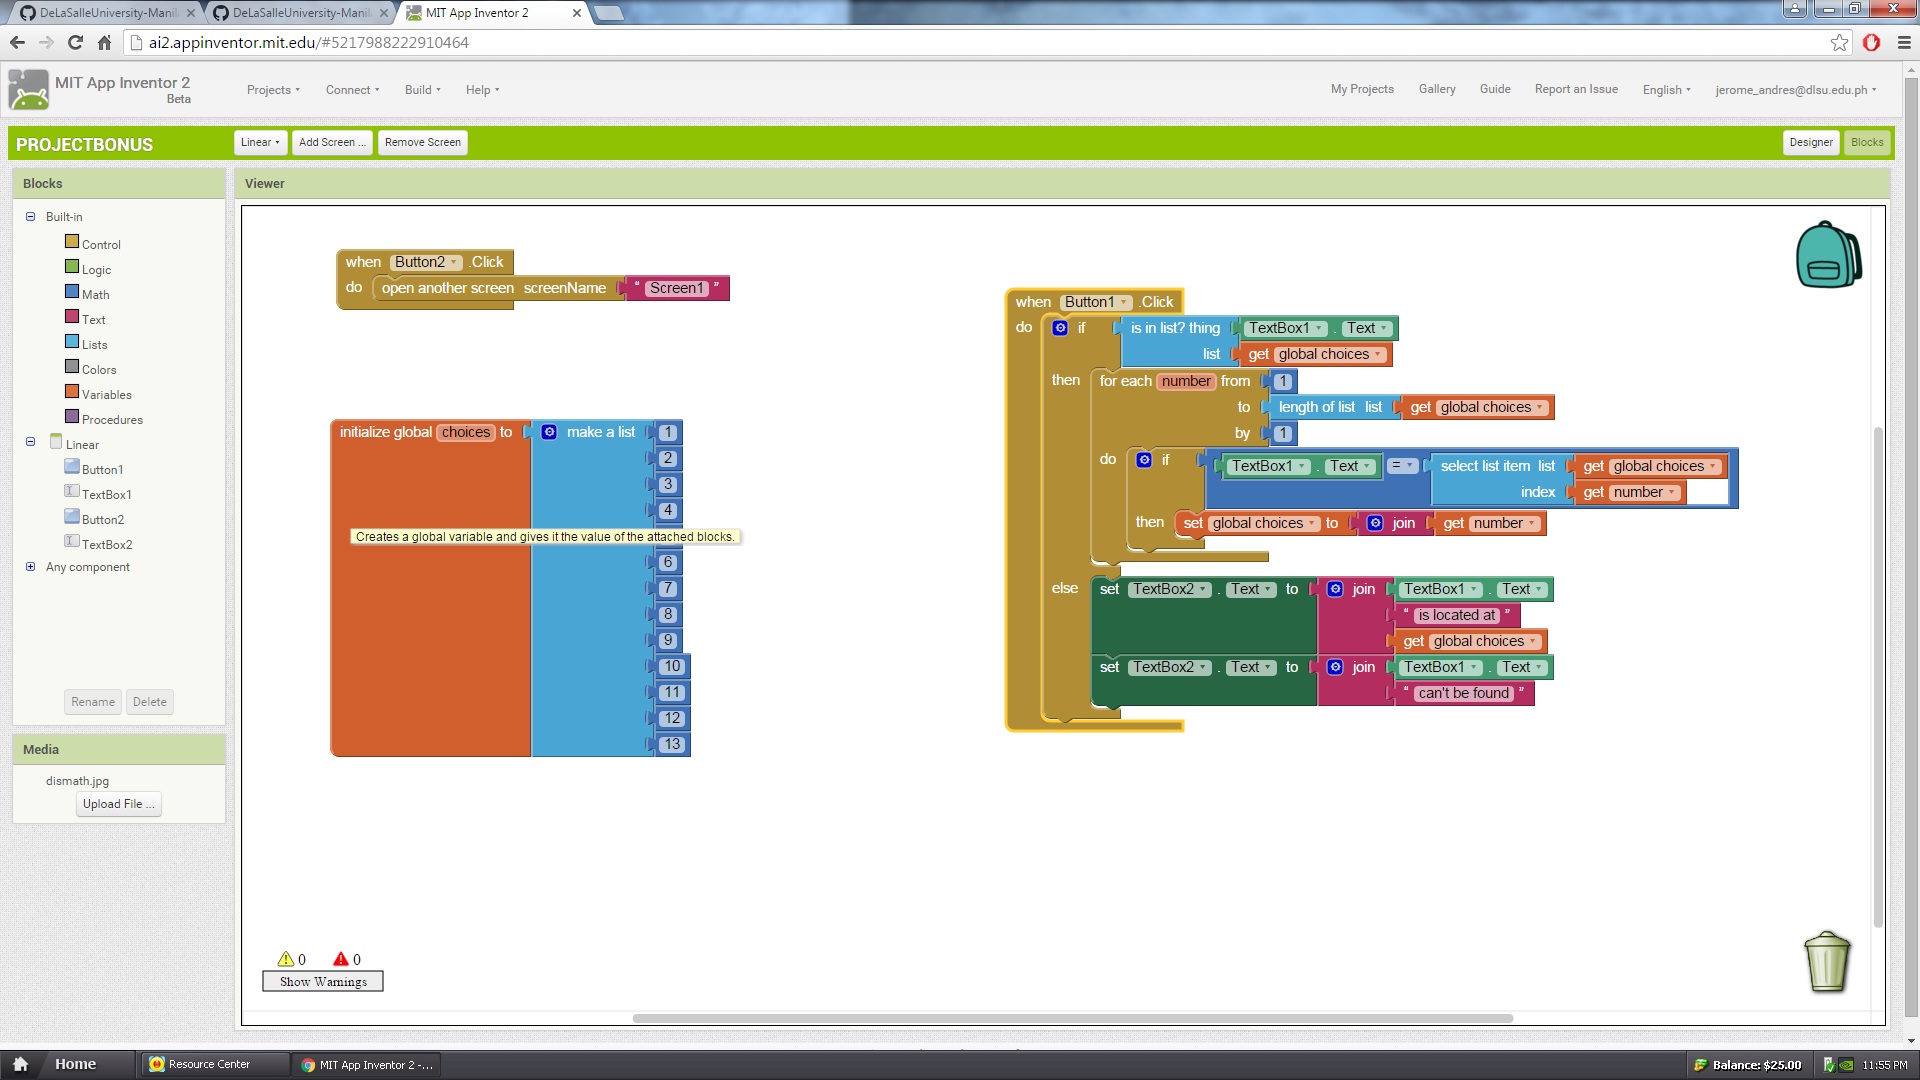 DeLaSalleUniversity-Manil
DeLaSalleUniversity-Manil
MIT App Inventor 2
ai2.appinventor.mit.edu/#5217988222910464
MIT App Inventor 2
Beta
Projects
Connect
Build
Help
My Projects
Gallery
Guide
Report an Issue
English
jerome_andres@dlsu.edu.ph
PROJECTBONUS
Linear
Add Screen ...
Remove Screen
Designer
Blocks
Blocks
Built-in
Control
Logic
Math
Text
Lists
Colors
Variables
Procedures
Linear
Button1
TextBox1
Button2
TextBox2
Any component
Rename
Delete
Media
dismath.jpg
Upload File ...
Viewer
when Button2 .Click
do open another screen screenName " Screen1 "
initialize global choices to make a list 1
2
3
4
Creates a global variable and gives it the value of the attached blocks.
6
7
8
9
10
11
12
13
when Button1 .Click
do if is in list? thing TextBox1 . Text
list get global choices
then for each number from 1
to length of list list get global choices
by 1
do if TextBox1 . Text = select list item list get global choices
index get number
then set global choices to join get number
else set TextBox2 . Text to join TextBox1 . Text
" is located at "
get global choices
set TextBox2 . Text to join TextBox1 . Text
" can't be found "
0 0
Show Warnings
Home
Resource Center
MIT App Inventor 2 -...
Balance: $25.00
11:55 PM